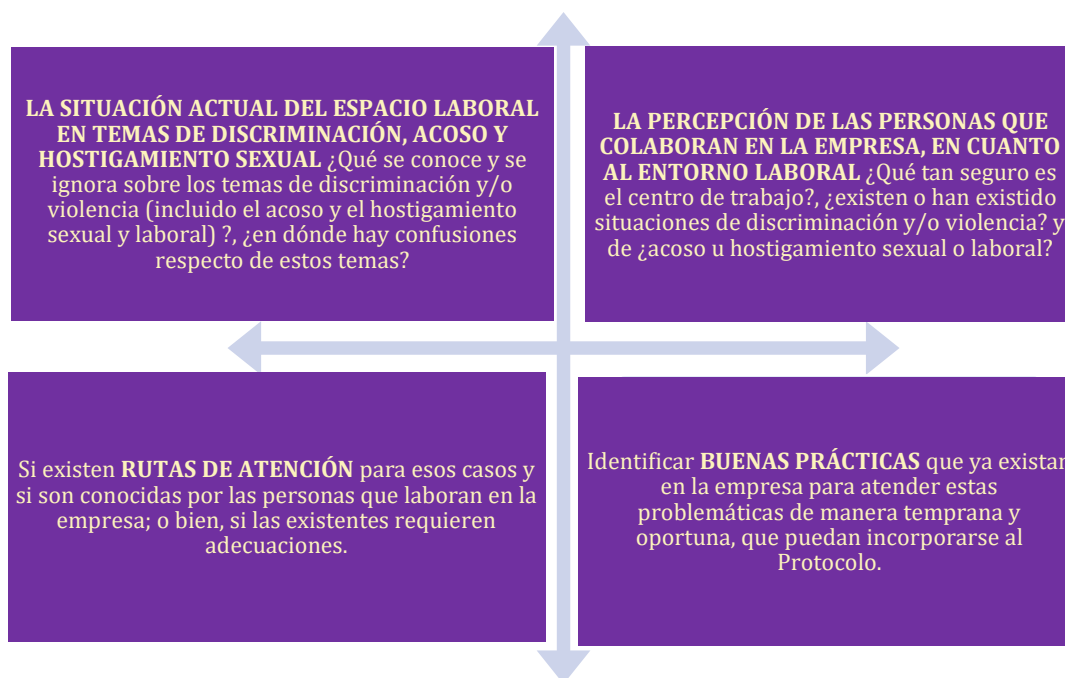 LA SITUACIÓN ACTUAL DEL ESPACIO LABORAL
EN TEMAS DE DISCRIMINACIÓN, ACOSO Y
HOSTIGAMIENTO SEXUAL ¿Qué se conoce y se
ignora sobre los temas de discriminación y/o
violencia (incluido el acoso y el hostigamiento
sexual y laboral) ?, ¿en dónde hay confusiones
respecto de estos temas?
LA PERCEPCIÓN DE LAS PERSONAS QUE
COLABORAN EN LA EMPRESA, EN CUANTO
AL ENTORNO LABORAL ¿Qué tan seguro es
el centro de trabajo?, ¿existen o han existido
situaciones de discriminación y/o violencia? y
de ¿acoso u hostigamiento sexual o laboral?
Si existen RUTAS DE ATENCIÓN para esos casos y
si son conocidas por las personas que laboran en la
empresa; o bien, si las existentes requieren
adecuaciones.
Identificar BUENAS PRÁCTICAS que ya existan
en la empresa para atender estas
problemáticas de manera temprana y
oportuna, que puedan incorporarse al
Protocolo.